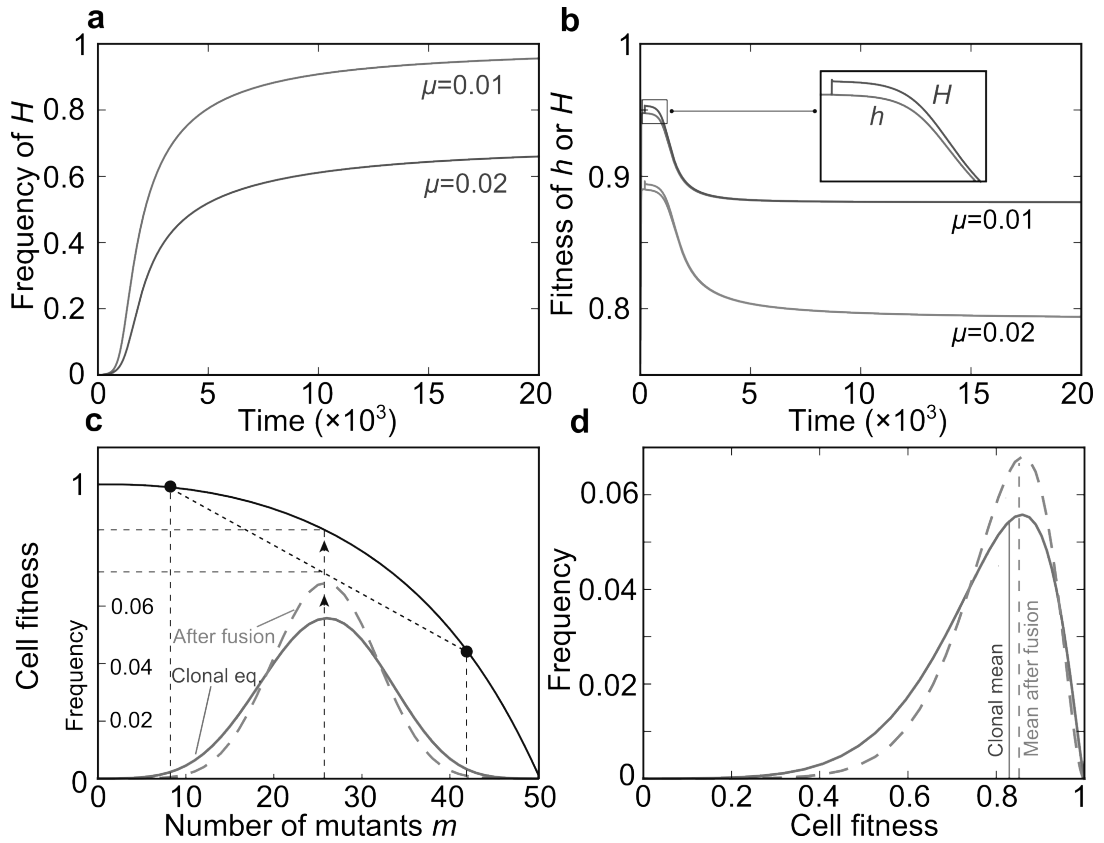 a
1
0.8
0.6
0.4
0.2
0
Frequency of H
μ=0.01
μ=0.02
0
5
10
15
20
Time (×10³)
b
1
0.9
0.8
Fitness of h or H
H
h
μ=0.01
μ=0.02
0
5
10
15
20
Time (×10³)
c
1
0
Cell fitness
0.06
0.04
0.02
Frequency
After fusion
Clonal eq.
0
10
20
30
40
50
Number of mutants m
d
0.06
0.04
0.02
0
Frequency
Clonal mean
Mean after fusion
0
0.2
0.4
0.6
0.8
1
Cell fitness